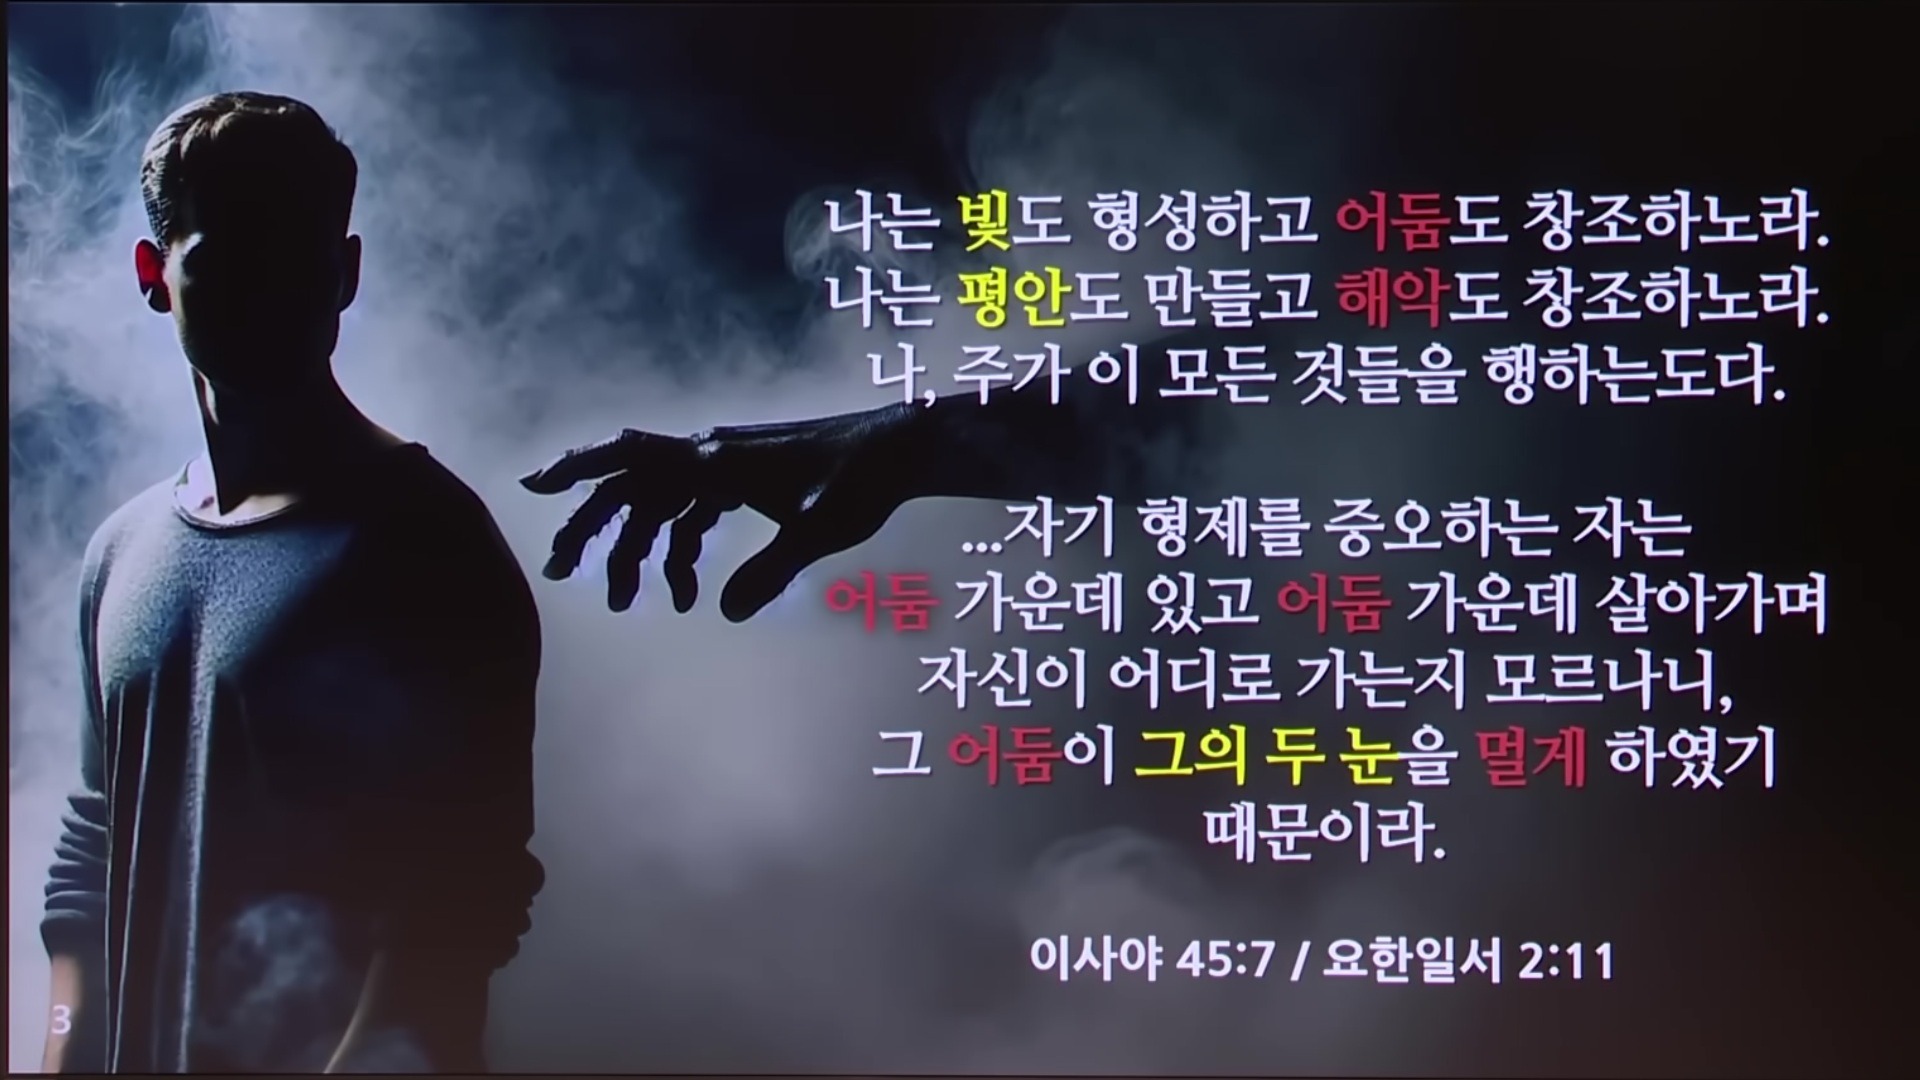 나는 빛도 형성하고 어둠도 창조하노라.
나는 평안도 만들고 해악도 창조하노라.
나, 주가 이 모든 것들을 행하는도다.
...자기 형제를 증오하는 자는
어둠 가운데 있고 어둠 가운데 살아가며
자신이 어디로 가는지 모르나니,
그 어둠이 그의 두 눈을 멀게 하였기
때문이라.
이사야 45:7 / 요한일서 2:11
3